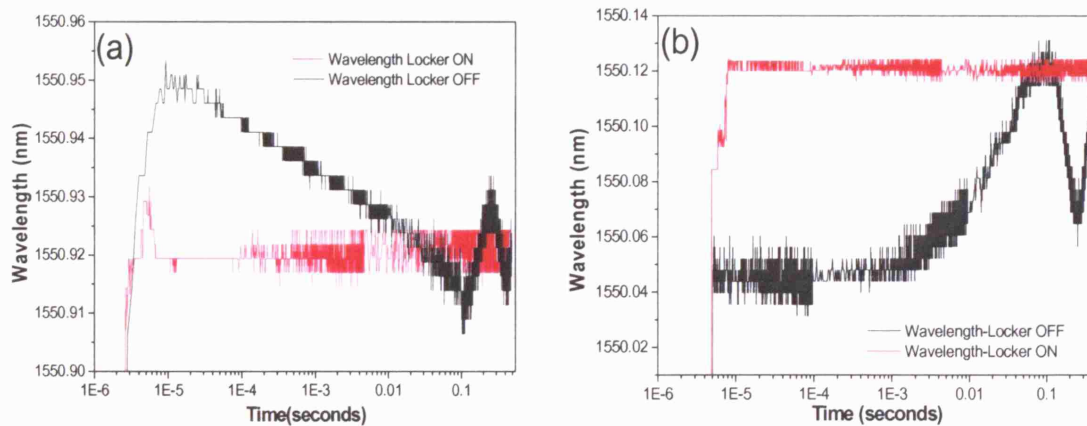 (a)
Wavelength Locker ON
Wavelength Locker OFF
1550.96
1550.95
1550.94
1550.93
1550.92
1550.91
1550.90
Wavelength (nm)
1E-6
1E-5
1E-4
1E-3
0.01
0.1
Time(seconds)
(b)
1550.14
1550.12
1550.10
1550.08
1550.06
1550.04
1550.02
Wavelength (nm)
Wavelength-Locker OFF
Wavelength-Locker ON
1E-6
1E-5
1E-4
1E-3
0.01
0.1
Time (seconds)